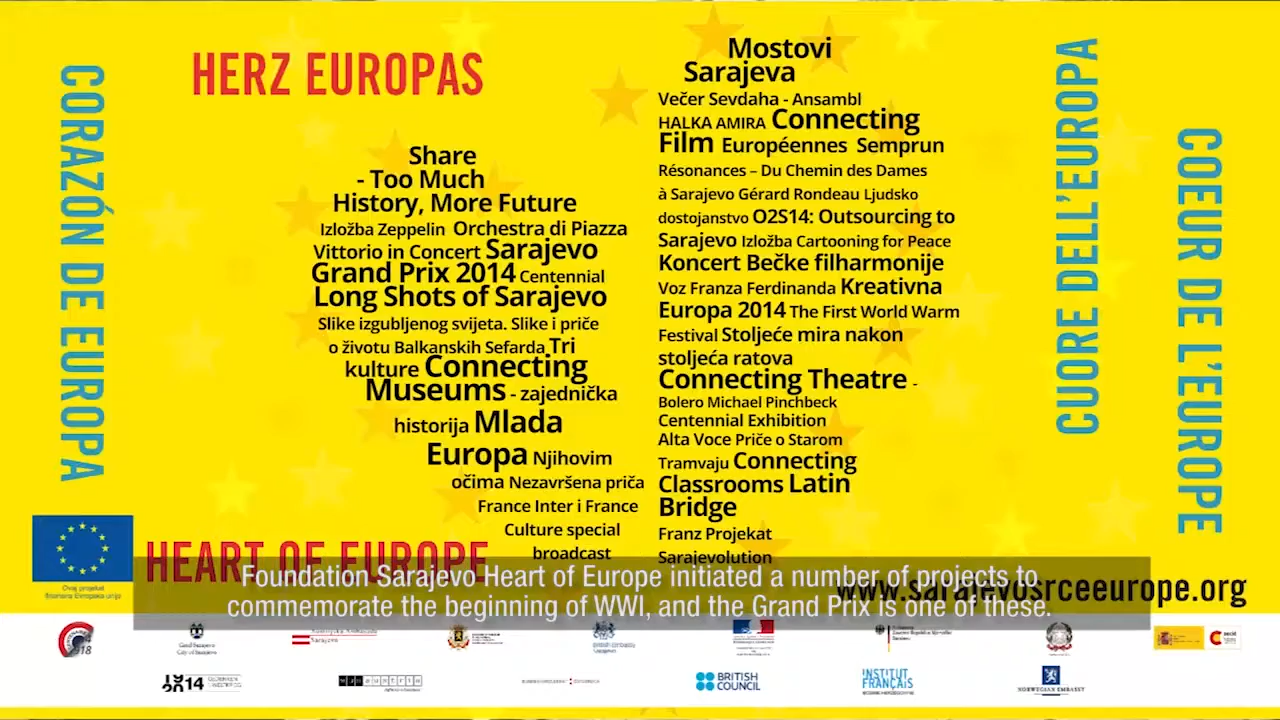 HERZ EUROPAS
CORAZÓN DE EUROPA
Share
- Too Much
History, More Future
Izložba Zeppelin Orchestra di Piazza
Vittorio in Concert Sarajevo
Grand Prix 2014 Centennial
Long Shots of Sarajevo
Slike izgubljenog svijeta. Slike i priče
o životu Balkanskih Sefarda Tri
kulture Connecting
Museums - zajednička
historija Mlada
Europa Njihovim
očima Nezavršena priča
France Inter i France
Culture special
broadcast
Mostovi
Sarajeva
Večer Sevdaha - Ansambl
HALKA AMIRA Connecting
Film Européennes Semprun
Résonances – Du Chemin des Dames
à Sarajevo Gérard Rondeau Ljudsko
dostojanstvo O2S14: Outsourcing to
Sarajevo Izložba Cartooning for Peace
Koncert Bečke filharmonije
Voz Franza Ferdinanda Kreativna
Europa 2014 The First World Warm
Festival Stoljeće mira nakon
stoljeća ratova
Connecting Theatre -
Bolero Michael Pinchbeck
Centennial Exhibition
Alta Voce Priče o Starom
Tramvaju Connecting
Classrooms Latin
Bridge
Franz Projekat
Sarajevolution
CUORE DELL'EUROPA
COEUR DE L'EUROPE
HEART OF EUROPE
www.sarajevosrceeurope.org
Foundation Sarajevo Heart of Europe initiated a number of projects to
commemorate the beginning of WWI, and the Grand Prix is one of these.
18
14
BRITISH
COUNCIL
INSTITUT
FRANÇAIS
NORWEGIAN EMBASSY